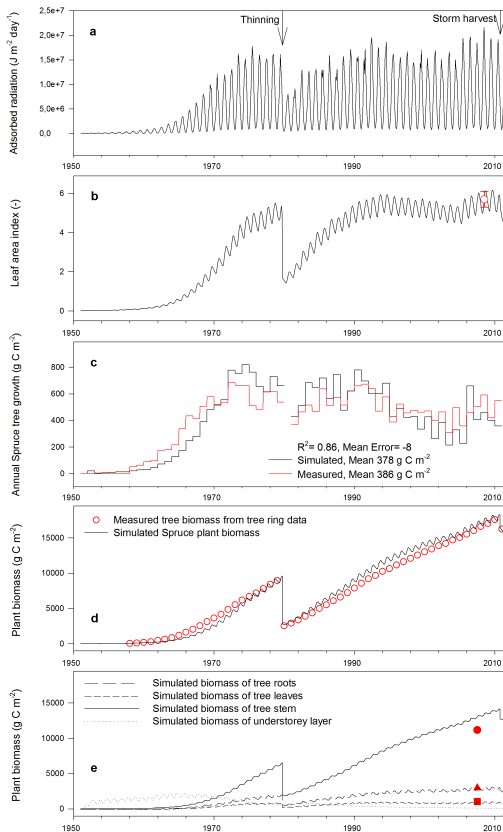 Thinning
Storm harvest
a
Adsorbed radiation (J m-2 day-1)
2,0e+7
1,5e+7
1,0e+7
5,0e+6
0,0
1950
1970
1990
2010
b
Leaf area index (-)
6
4
2
0
1950
1970
1990
2010
c
Annual Spruce tree growth (g C m-2)
800
600
400
200
0
R2= 0.86, Mean Error= -8
Simulated, Mean 378 g C m-2
Measured, Mean 386 g C m-2
1950
1970
1990
2010
Measured tree biomass from tree ring data
Simulated Spruce plant biomass
Plant biomass (g C m-2)
15000
10000
5000
0
d
1950
1970
1990
2010
Simulated biomass of tree roots
Simulated biomass of tree leaves
Simulated biomass of tree stem
Simulated biomass of understorey layer
Plant biomass (g C m-2)
15000
10000
5000
0
e
1950
1970
1990
2010